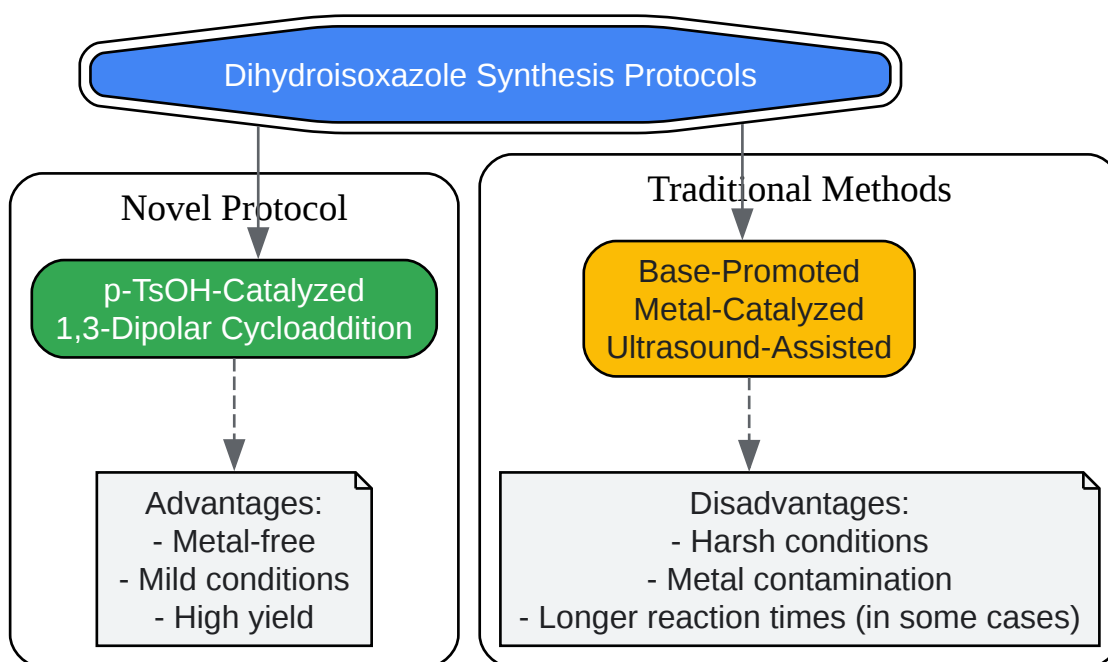 Dihydroisoxazole Synthesis Protocols
Novel Protocol
p-TsOH-Catalyzed
1,3-Dipolar Cycloaddition
Advantages:
- Metal-free
- Mild conditions
- High yield
Traditional Methods
Base-Promoted
Metal-Catalyzed
Ultrasound-Assisted
Disadvantages:
- Harsh conditions
- Metal contamination
- Longer reaction times (in some cases)